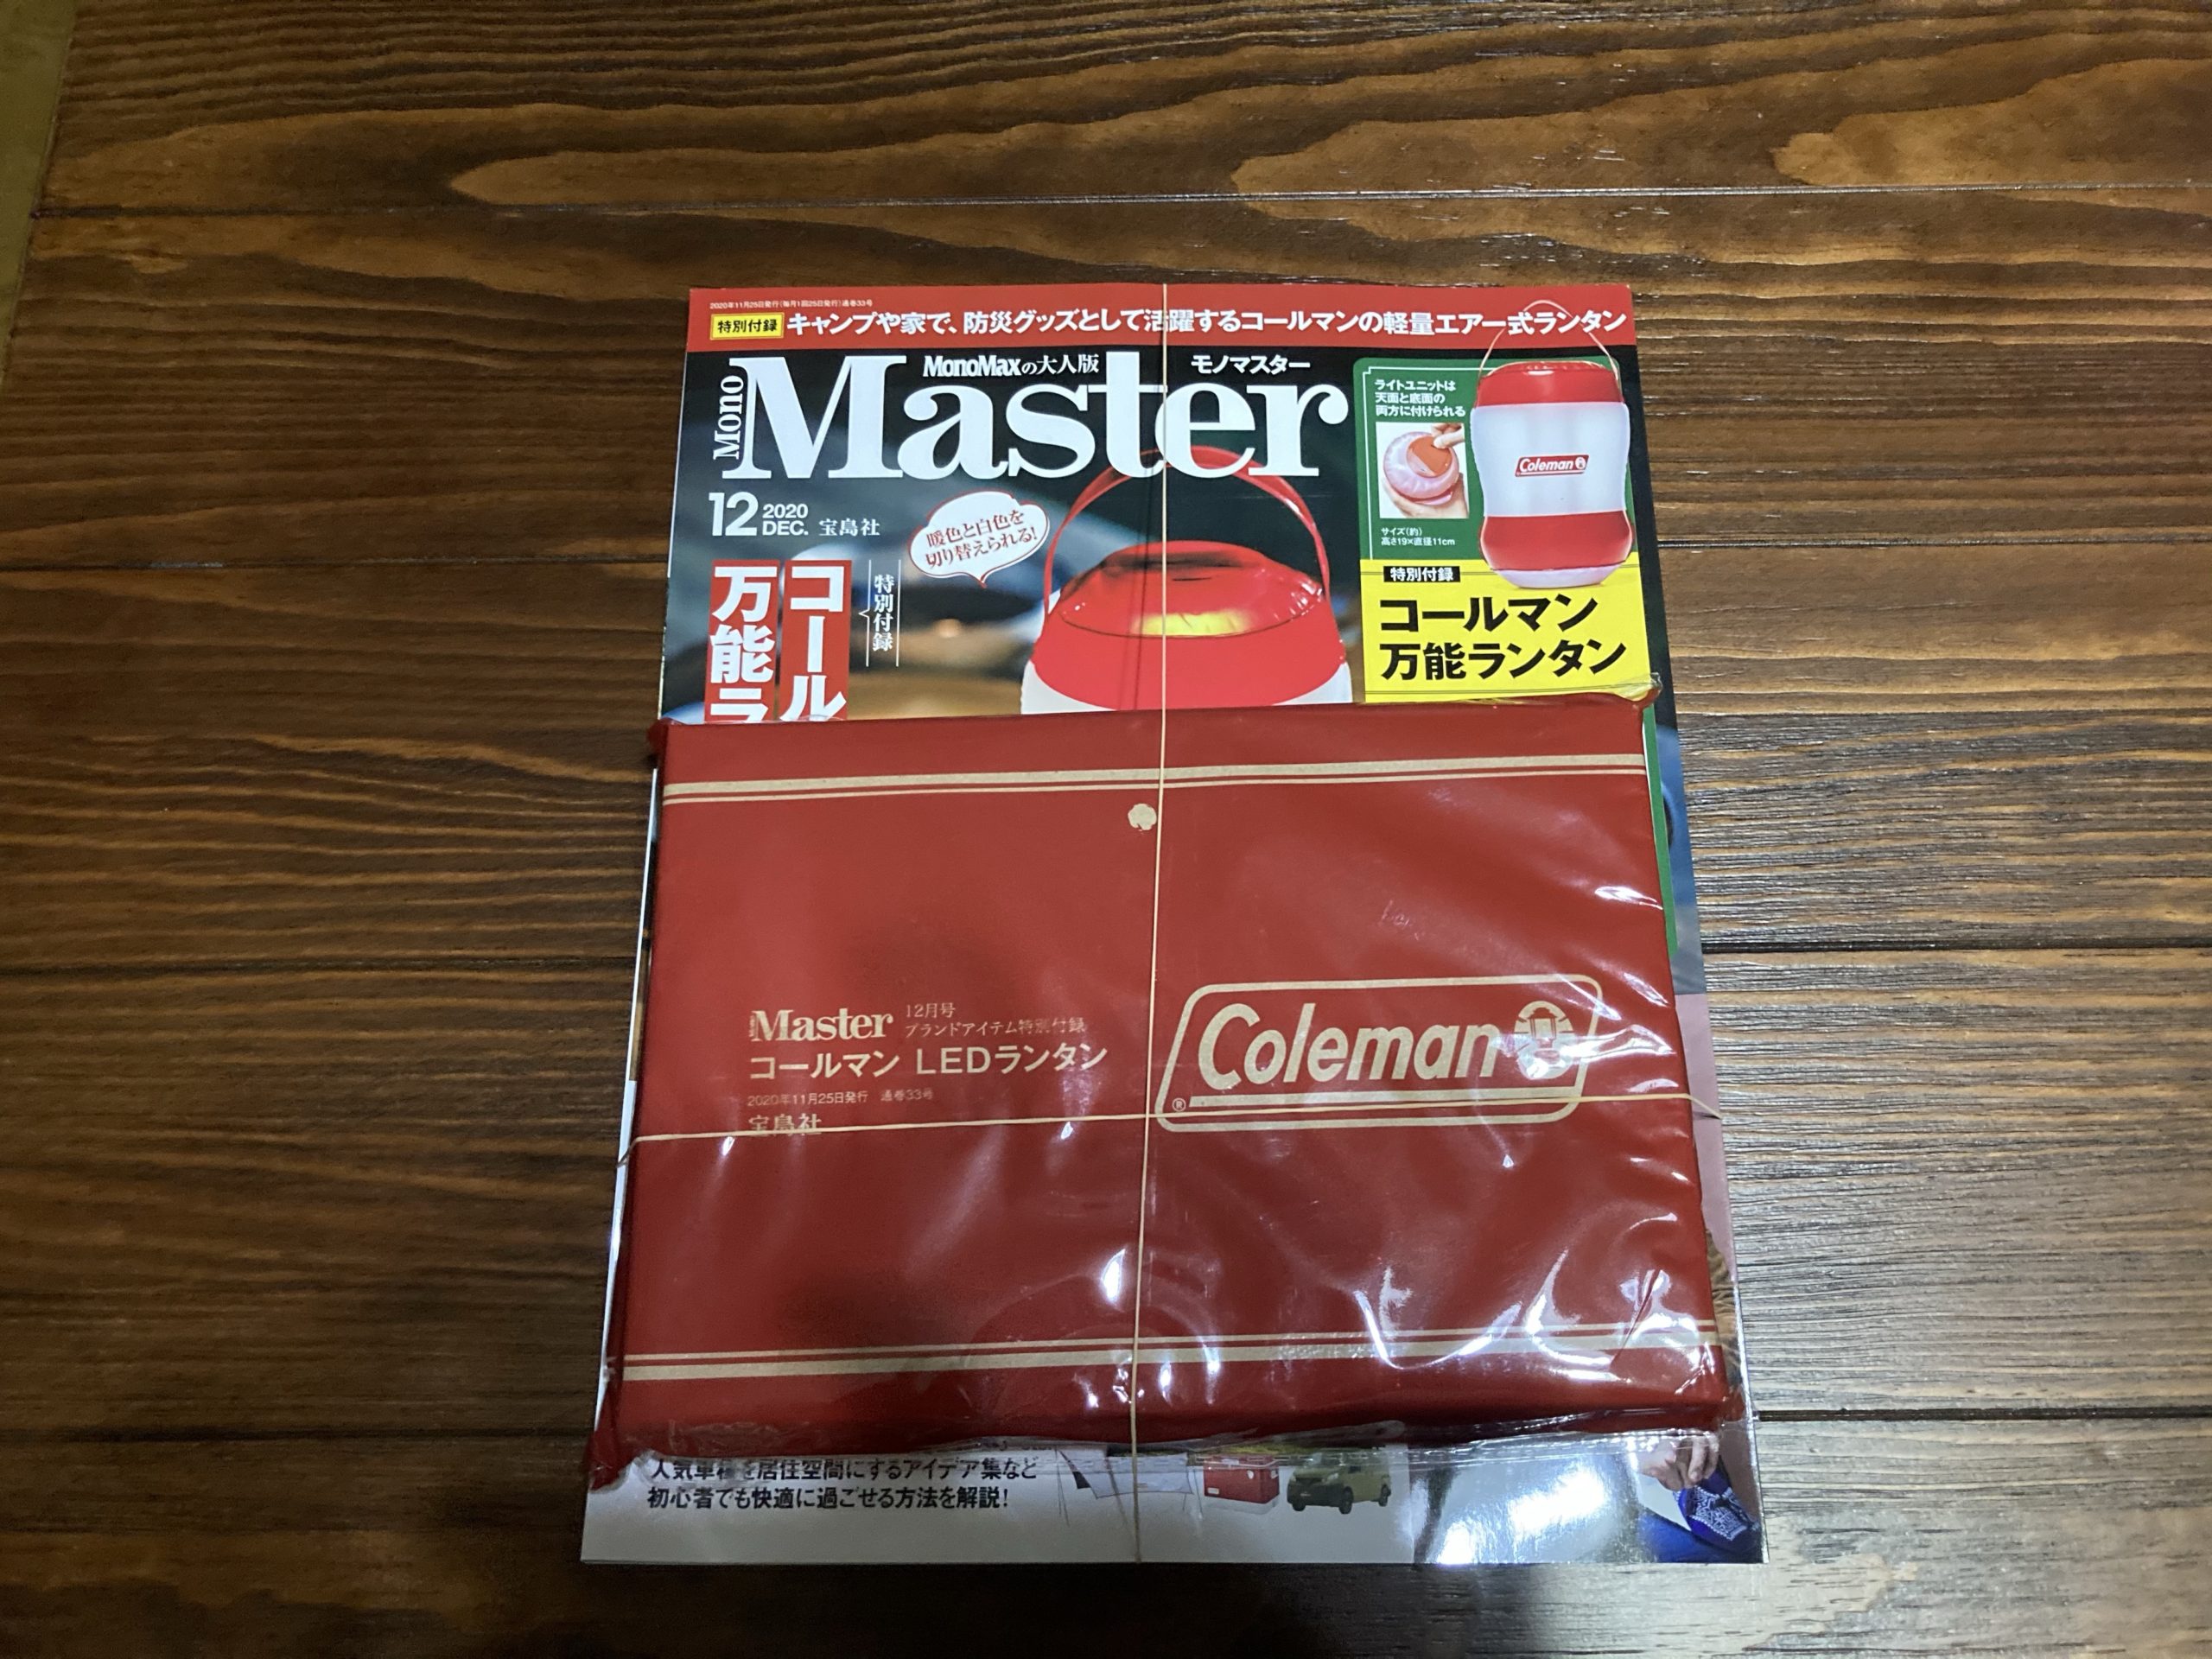 2020年11月25日発行(毎月1回25日発行)通巻33号
特別付録 キャンプや家で、防災グッズとして活躍するコールマンの軽量エアー式ランタン
MonoMaxの大人版
モノマスター
Mono Master
12 2020 DEC. 宝島社
ライトユニットは
天面と底面の
両方に付けられる
Coleman
サイズ(約)
高さ19×直径11cm
暖色と白色を
切り替えられる!
特別付録
コール
万能ラ
特別付録
コールマン
万能ランタン
Mono Master 12月号
ブランドアイテム特別付録
コールマン LEDランタン
2020年11月25日発行 通巻33号
宝島社
Coleman
®
人気車種を居住空間にするアイデア集など
初心者でも快適に過ごせる方法を解説!